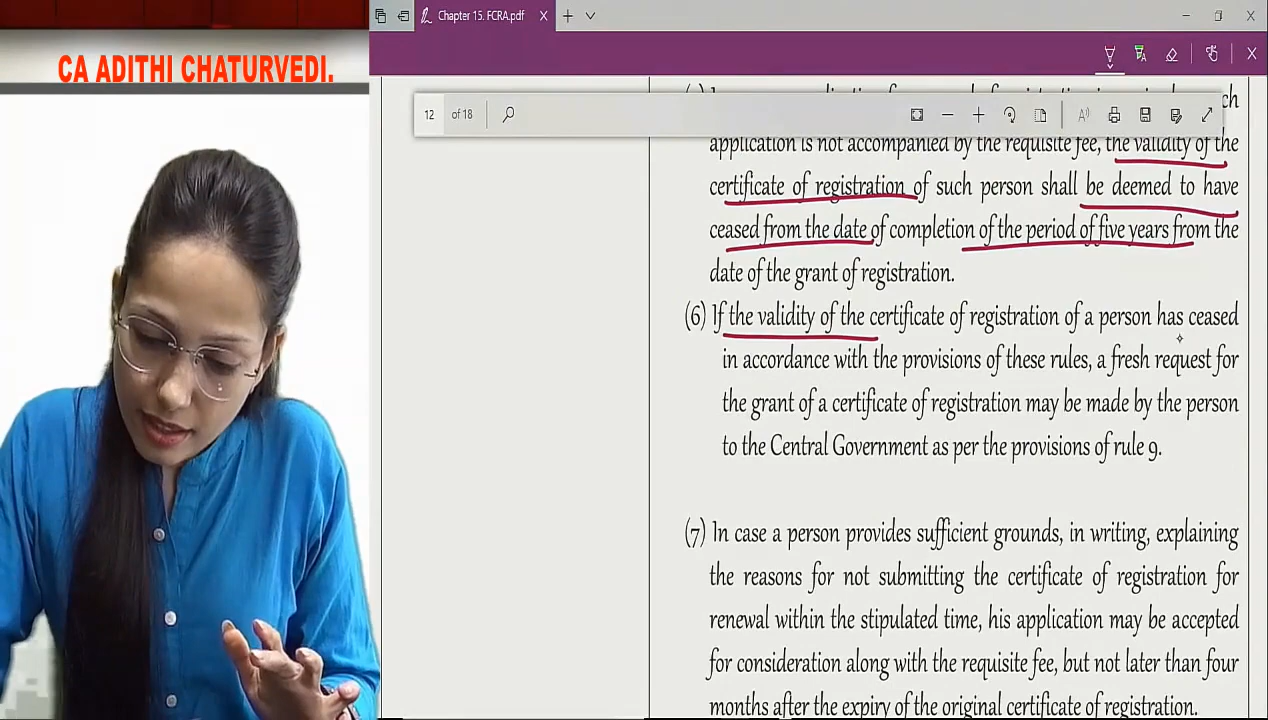 CA ADITHI CHATURVEDI.
Chapter 15. FCRA.pdf
12 of 18
application is not accompanied by the requisite fee, the validity of the
certificate of registration of such person shall be deemed to have
ceased from the date of completion of the period of five years from the
date of the grant of registration.
(6) If the validity of the certificate of registration of a person has ceased
in accordance with the provisions of these rules, a fresh request for
the grant of a certificate of registration may be made by the person
to the Central Government as per the provisions of rule 9.
(7) In case a person provides sufficient grounds, in writing, explaining
the reasons for not submitting the certificate of registration for
renewal within the stipulated time, his application may be accepted
for consideration along with the requisite fee, but not later than four
months after the expiry of the original certificate of registration.